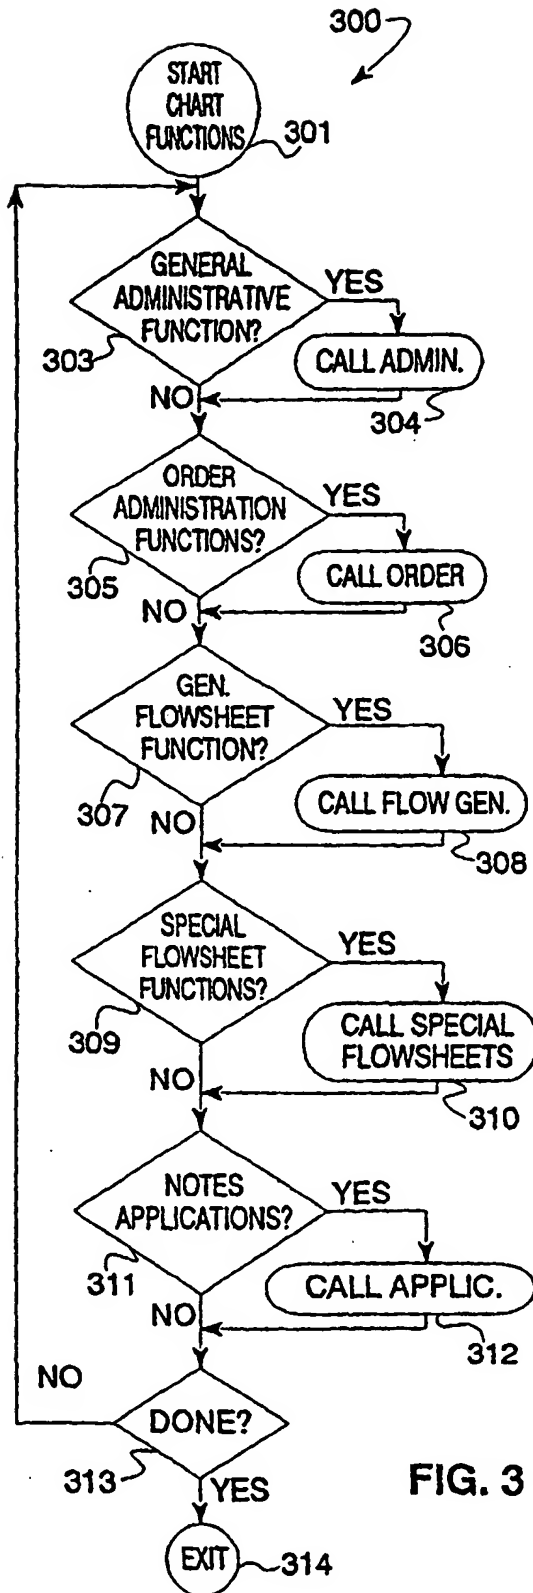 300
START
CHART
FUNCTIONS
301
GENERAL
ADMINISTRATIVE
FUNCTION?
YES
303
CALL ADMIN.
NO
304
ORDER
ADMINISTRATION
FUNCTIONS?
YES
305
CALL ORDER
NO
306
GEN.
FLOWSHEET
FUNCTION?
YES
307
CALL FLOW GEN.
NO
308
SPECIAL
FLOWSHEET
FUNCTIONS?
YES
309
CALL SPECIAL
FLOWSHEETS
NO
310
NOTES
APPLICATIONS?
YES
311
CALL APPLIC.
NO
312
NO
DONE?
313
YES
FIG. 3
EXIT
314